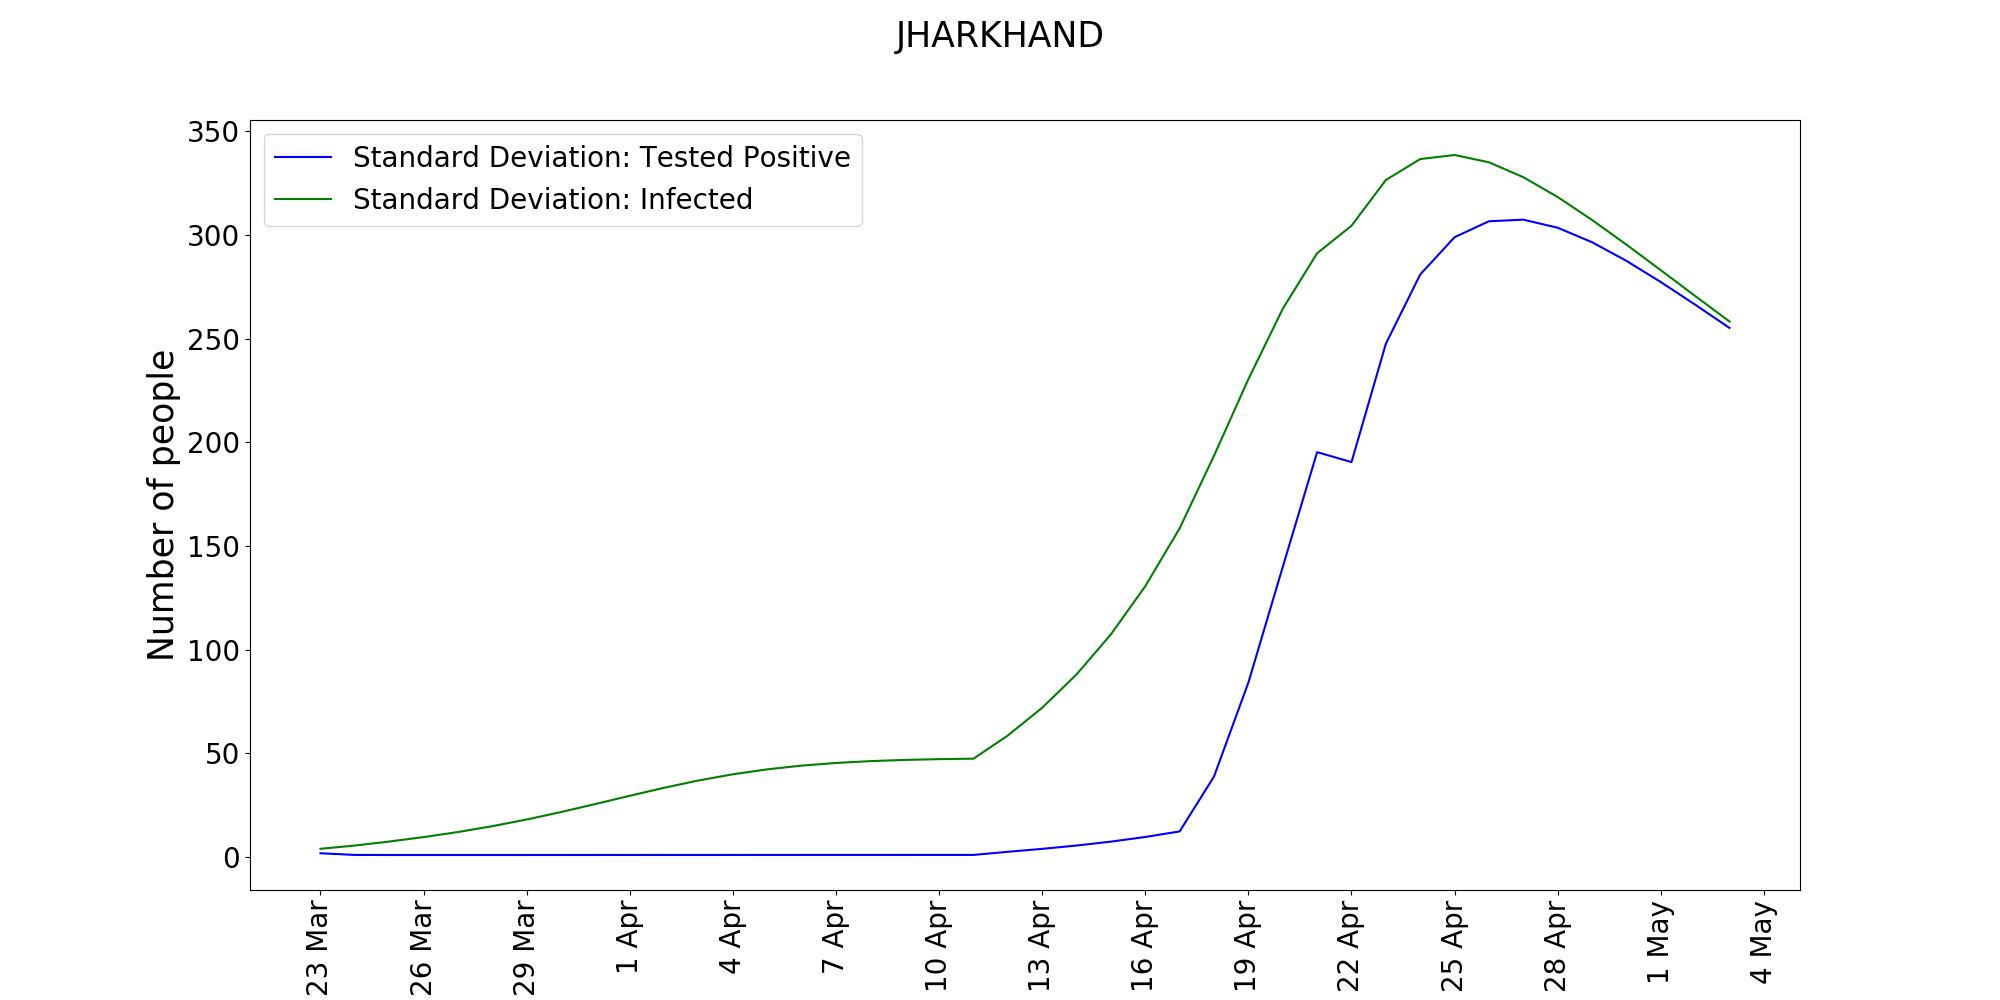 JHARKHAND
350
300
250
200
150
100
50
0
Number of people
Standard Deviation: Tested Positive
Standard Deviation: Infected
23 Mar
26 Mar
29 Mar
1 Apr
4 Apr
7 Apr
10 Apr
13 Apr
16 Apr
19 Apr
22 Apr
25 Apr
28 Apr
1 May
4 May